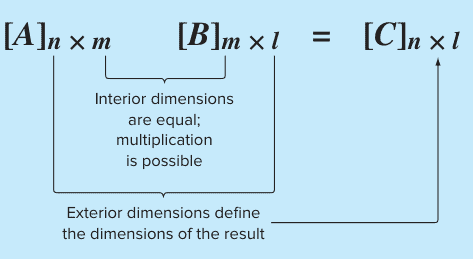 [A]n × m [B]m × l = [C]n × l
Interior dimensions
are equal;
multiplication
is possible
Exterior dimensions define
the dimensions of the result